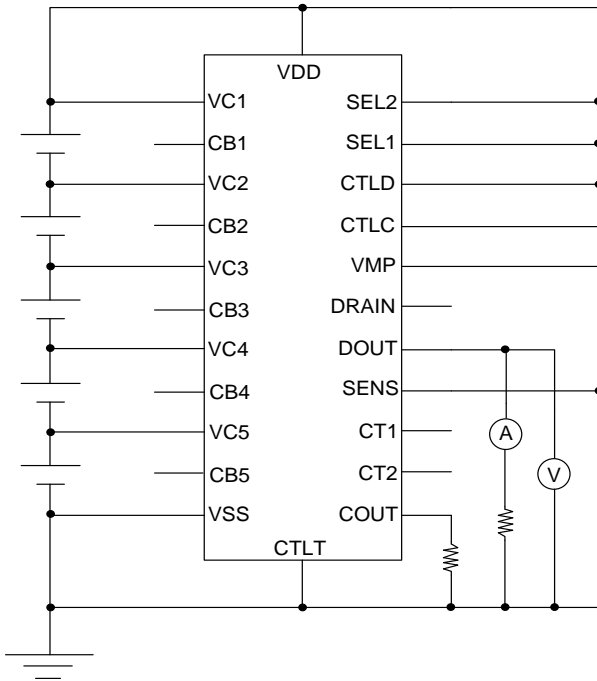 VDD
VC1
CB1
VC2
CB2
VC3
CB3
VC4
CB4
VC5
CB5
VSS
SEL2
SEL1
CTLD
CTLC
VMP
DRAIN
DOUT
SENS
CT1
CT2
COUT
CTLT
A
V